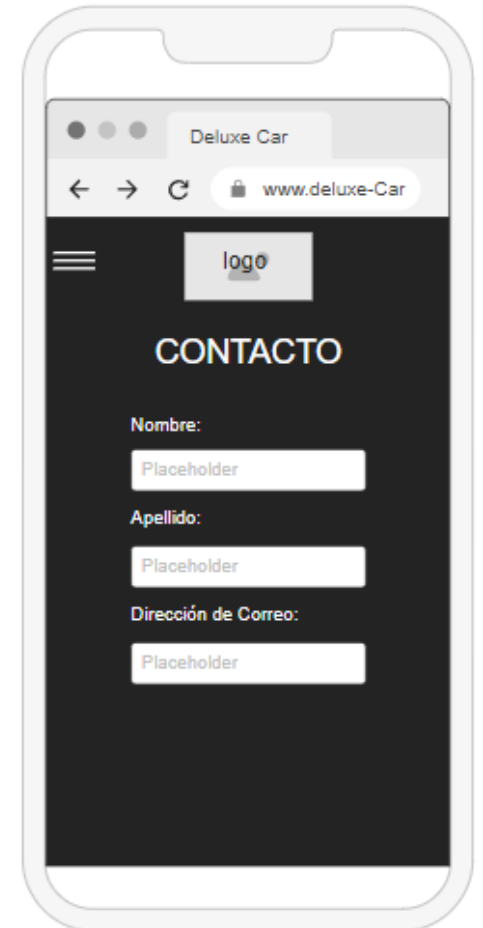 Deluxe Car
www.deluxe-Car
logo
CONTACTO
Nombre:
Placeholder
Apellido:
Placeholder
Dirección de Correo:
Placeholder